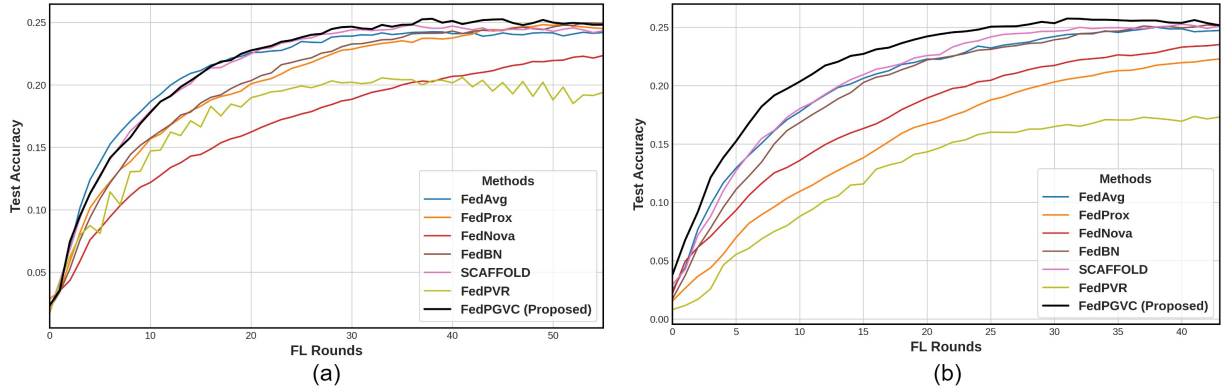 0.25
0.20
0.15
0.10
0.05
Test Accuracy
0
10
20
30
40
50
FL Rounds
Methods
FedAvg
FedProx
FedNova
FedBN
SCAFFOLD
FedPVR
FedPGVC (Proposed)
(a)
0.25
0.20
0.15
0.10
0.05
0.00
Test Accuracy
0
5
10
15
20
25
30
35
40
FL Rounds
Methods
FedAvg
FedProx
FedNova
FedBN
SCAFFOLD
FedPVR
FedPGVC (Proposed)
(b)